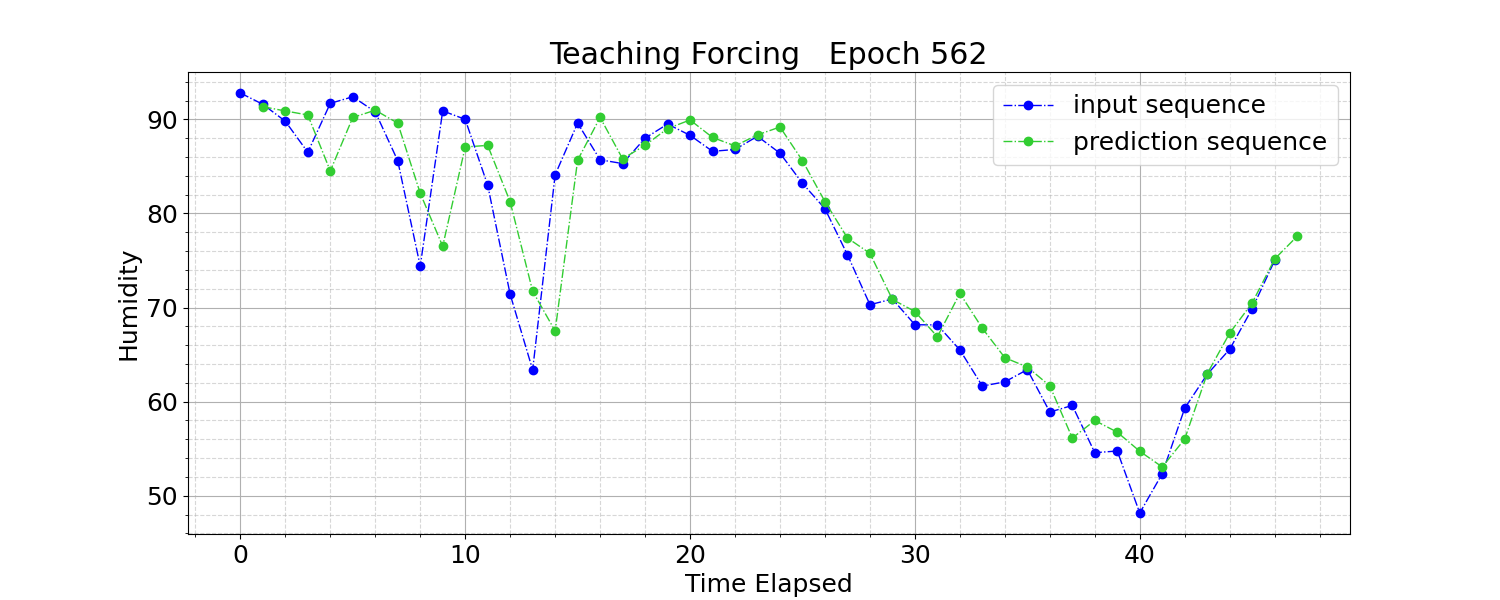 Teaching Forcing   Epoch 562
input sequence
prediction sequence
Humidity
90
80
70
60
50
0 10 20 30 40
Time Elapsed